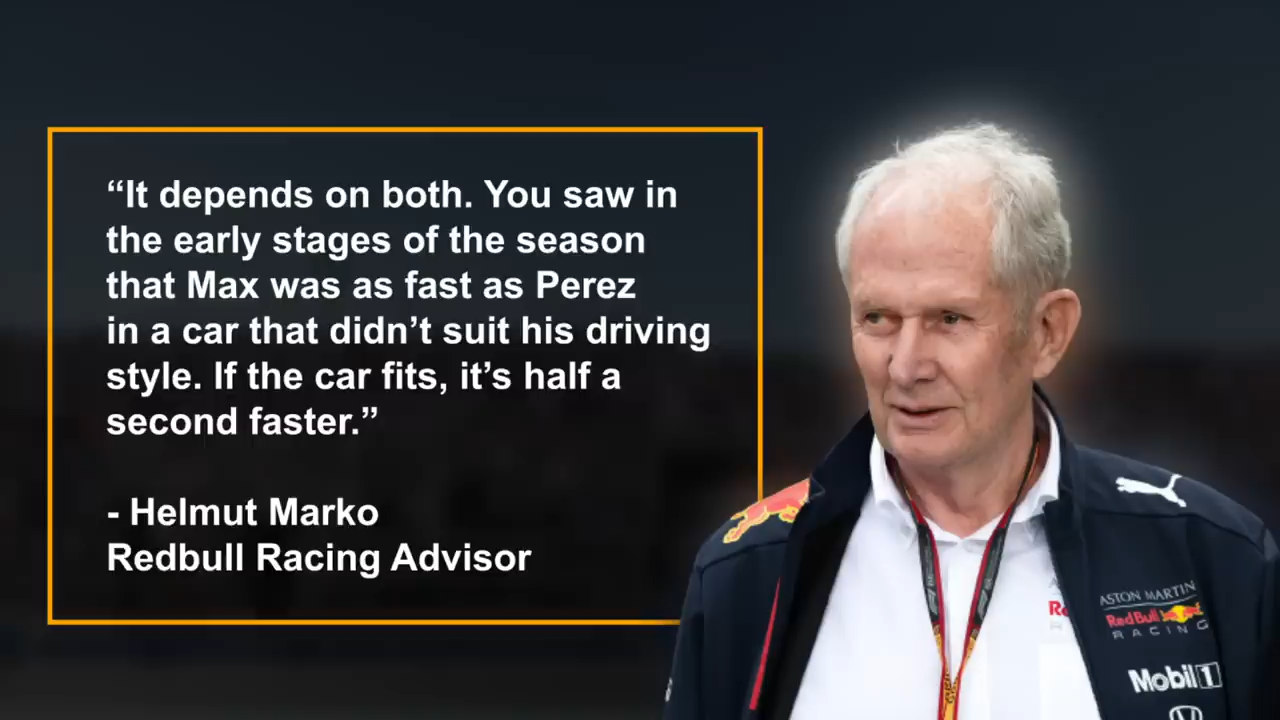 “It depends on both. You saw in
the early stages of the season
that Max was as fast as Perez
in a car that didn’t suit his driving
style. If the car fits, it’s half a
second faster.”
- Helmut Marko
Redbull Racing Advisor
ASTON MARTIN
Red Bull
RACING
Mobil 1